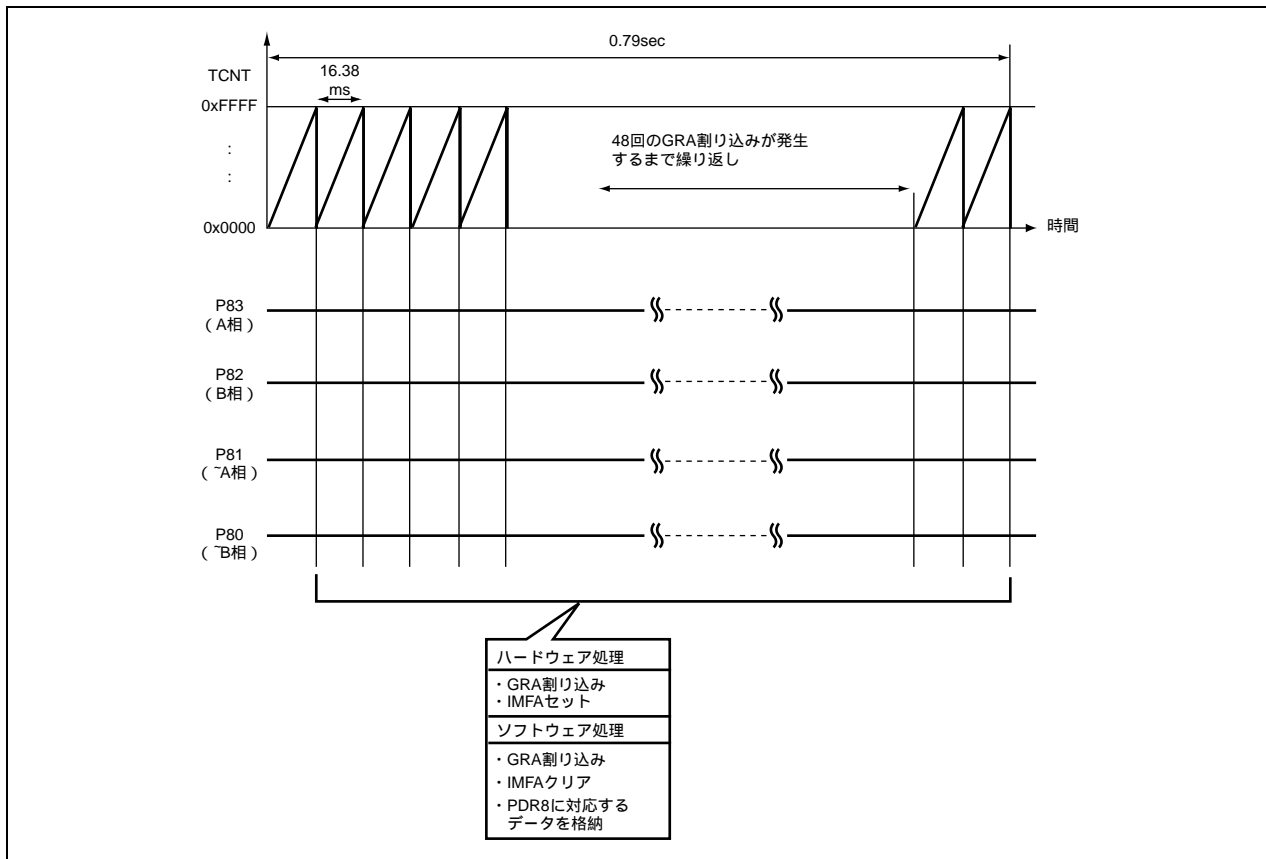 0.79sec
TCNT
16.38
ms
0xFFFF
:
:
0x0000
48回のGRA割り込みが発生
するまで繰り返し
時間
P83
（A相）
P82
（B相）
P81
（~A相）
P80
（~B相）
ハードウェア処理
・GRA割り込み
・IMFAセット
ソフトウェア処理
・GRA割り込み
・IMFAクリア
・PDR8に対応する
データを格納